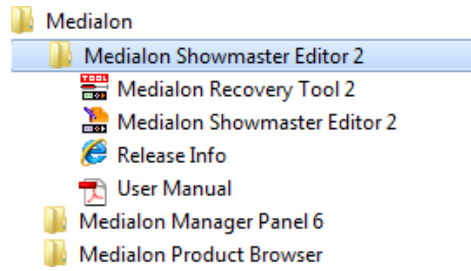 Medialon
Medialon Showmaster Editor 2
TOOL
Medialon Recovery Tool 2
Medialon Showmaster Editor 2
Release Info
User Manual
Medialon Manager Panel 6
Medialon Product Browser